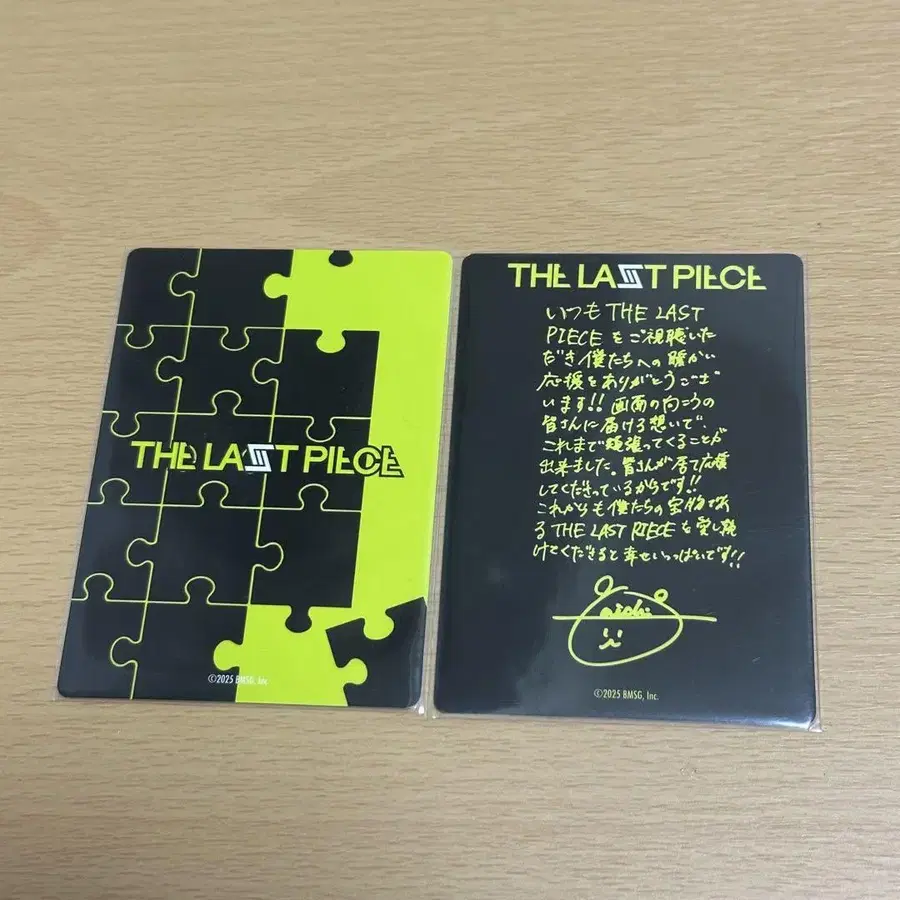 THE LAST PIECE
©2025 BMSG, Inc.
THE LAST PIECE
いつも THE LAST
PIECE をご視聴いた
だき僕たちへの暖かい
応援をありがとうござ
います!! 画面の向こうの
皆さんに届ける想いで、
これまで頑張ってくることが
出来ました。皆さんが居て応援
してくださっているからです!!
これからも僕たちの宝物であ
る THE LAST PIECE を愛し続
けてくださると幸せいっぱいです!!
©2025 BMSG, Inc.